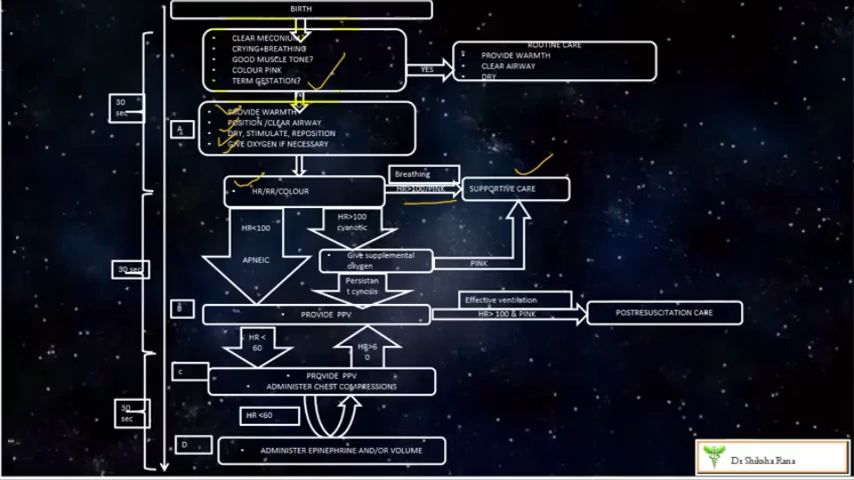 BIRTH
CLEAR MECONIUM
CRYING+BREATHING
GOOD MUSCLE TONE?
COLOUR PINK
TERM GESTATION?
YES
ROUTINE CARE
PROVIDE WARMTH
CLEAR AIRWAY
DRY
30
sec
A
PROVIDE WARMTH
POSITION /CLEAR AIRWAY
DRY, STIMULATE, REPOSITION
GIVE OXYGEN IF NECESSARY
HR/RR/COLOUR
Breathing
HR>100/PINK
SUPPORTIVE CARE
HR<100
APNEIC
HR>100
cyanotic
Give supplemental
oxygen
PINK
30 sec
Persistan
t cynosis
B
PROVIDE PPV
Effective ventilation
HR> 100 & PINK
POSTRESUSCITATION CARE
HR <
60
HR>6
0
C
PROVIDE PPV
ADMINISTER CHEST COMPRESSIONS
30
sec
HR <60
D
ADMINISTER EPINEPHRINE AND/OR VOLUME
Dr Shiksha Rana